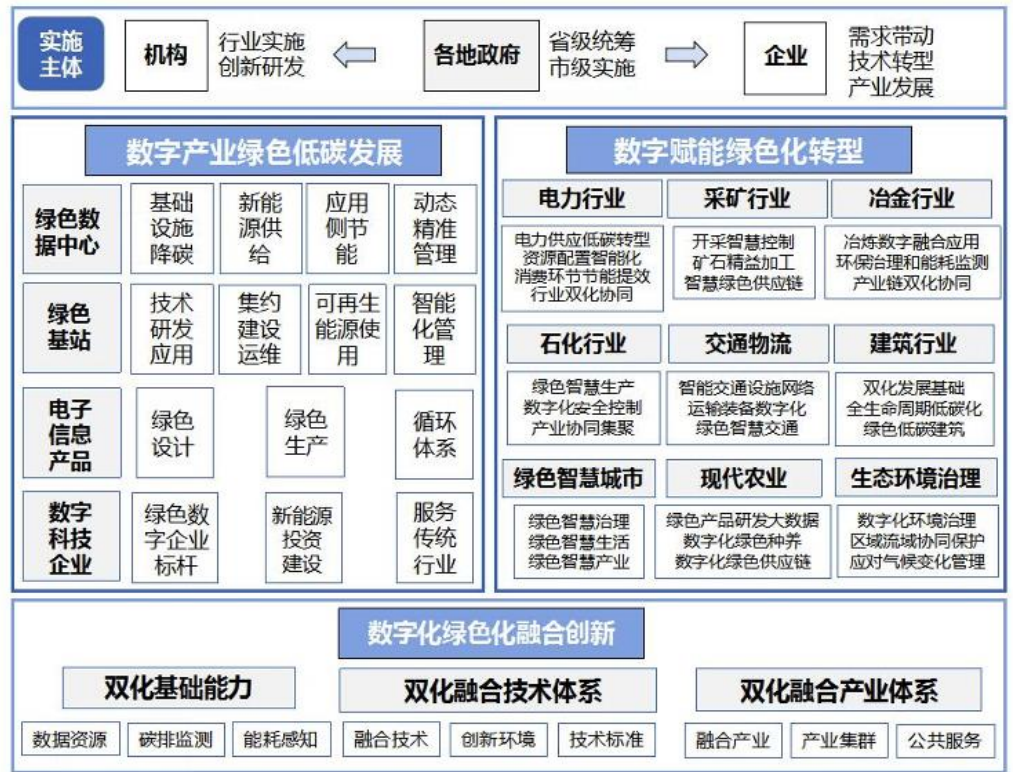 实施
主体
机构
行业实施
创新研发
各地政府
省级统筹
市级实施
企业
需求带动
技术转型
产业发展
数字产业绿色低碳发展
绿色数
据中心
基础
设施
降碳
新能
源供
给
应用
侧节
能
动态
精准
管理
绿色
基站
技术
研发
应用
集约
建设
运维
可再生
能源使
用
智能
化管
理
电子
信息
产品
绿色
设计
绿色
生产
循环
体系
数字
科技
企业
绿色数
字企业
标杆
新能源
投资
建设
服务
传统
行业
数字赋能绿色化转型
电力行业
电力供应低碳转型
资源配置智能化
消费环节节能提效
行业双化协同
采矿行业
开采智慧控制
矿石精益加工
智慧绿色供应链
冶金行业
冶炼数字融合应用
环保治理和能耗监测
产业链双化协同
石化行业
绿色智慧生产
数字化安全控制
产业协同集聚
交通物流
智能交通设施网络
运输装备数字化
绿色智慧交通
建筑行业
双化发展基础
全生命周期低碳化
绿色低碳建筑
绿色智慧城市
绿色智慧治理
绿色智慧生活
绿色智慧产业
现代农业
绿色产品研发大数据
数字化绿色种养
数字化绿色供应链
生态环境治理
数字化环境治理
区域流域协同保护
应对气候变化管理
数字化绿色化融合创新
双化基础能力
数据资源
碳排监测
能耗感知
双化融合技术体系
融合技术
创新环境
技术标准
双化融合产业体系
融合产业
产业集群
公共服务